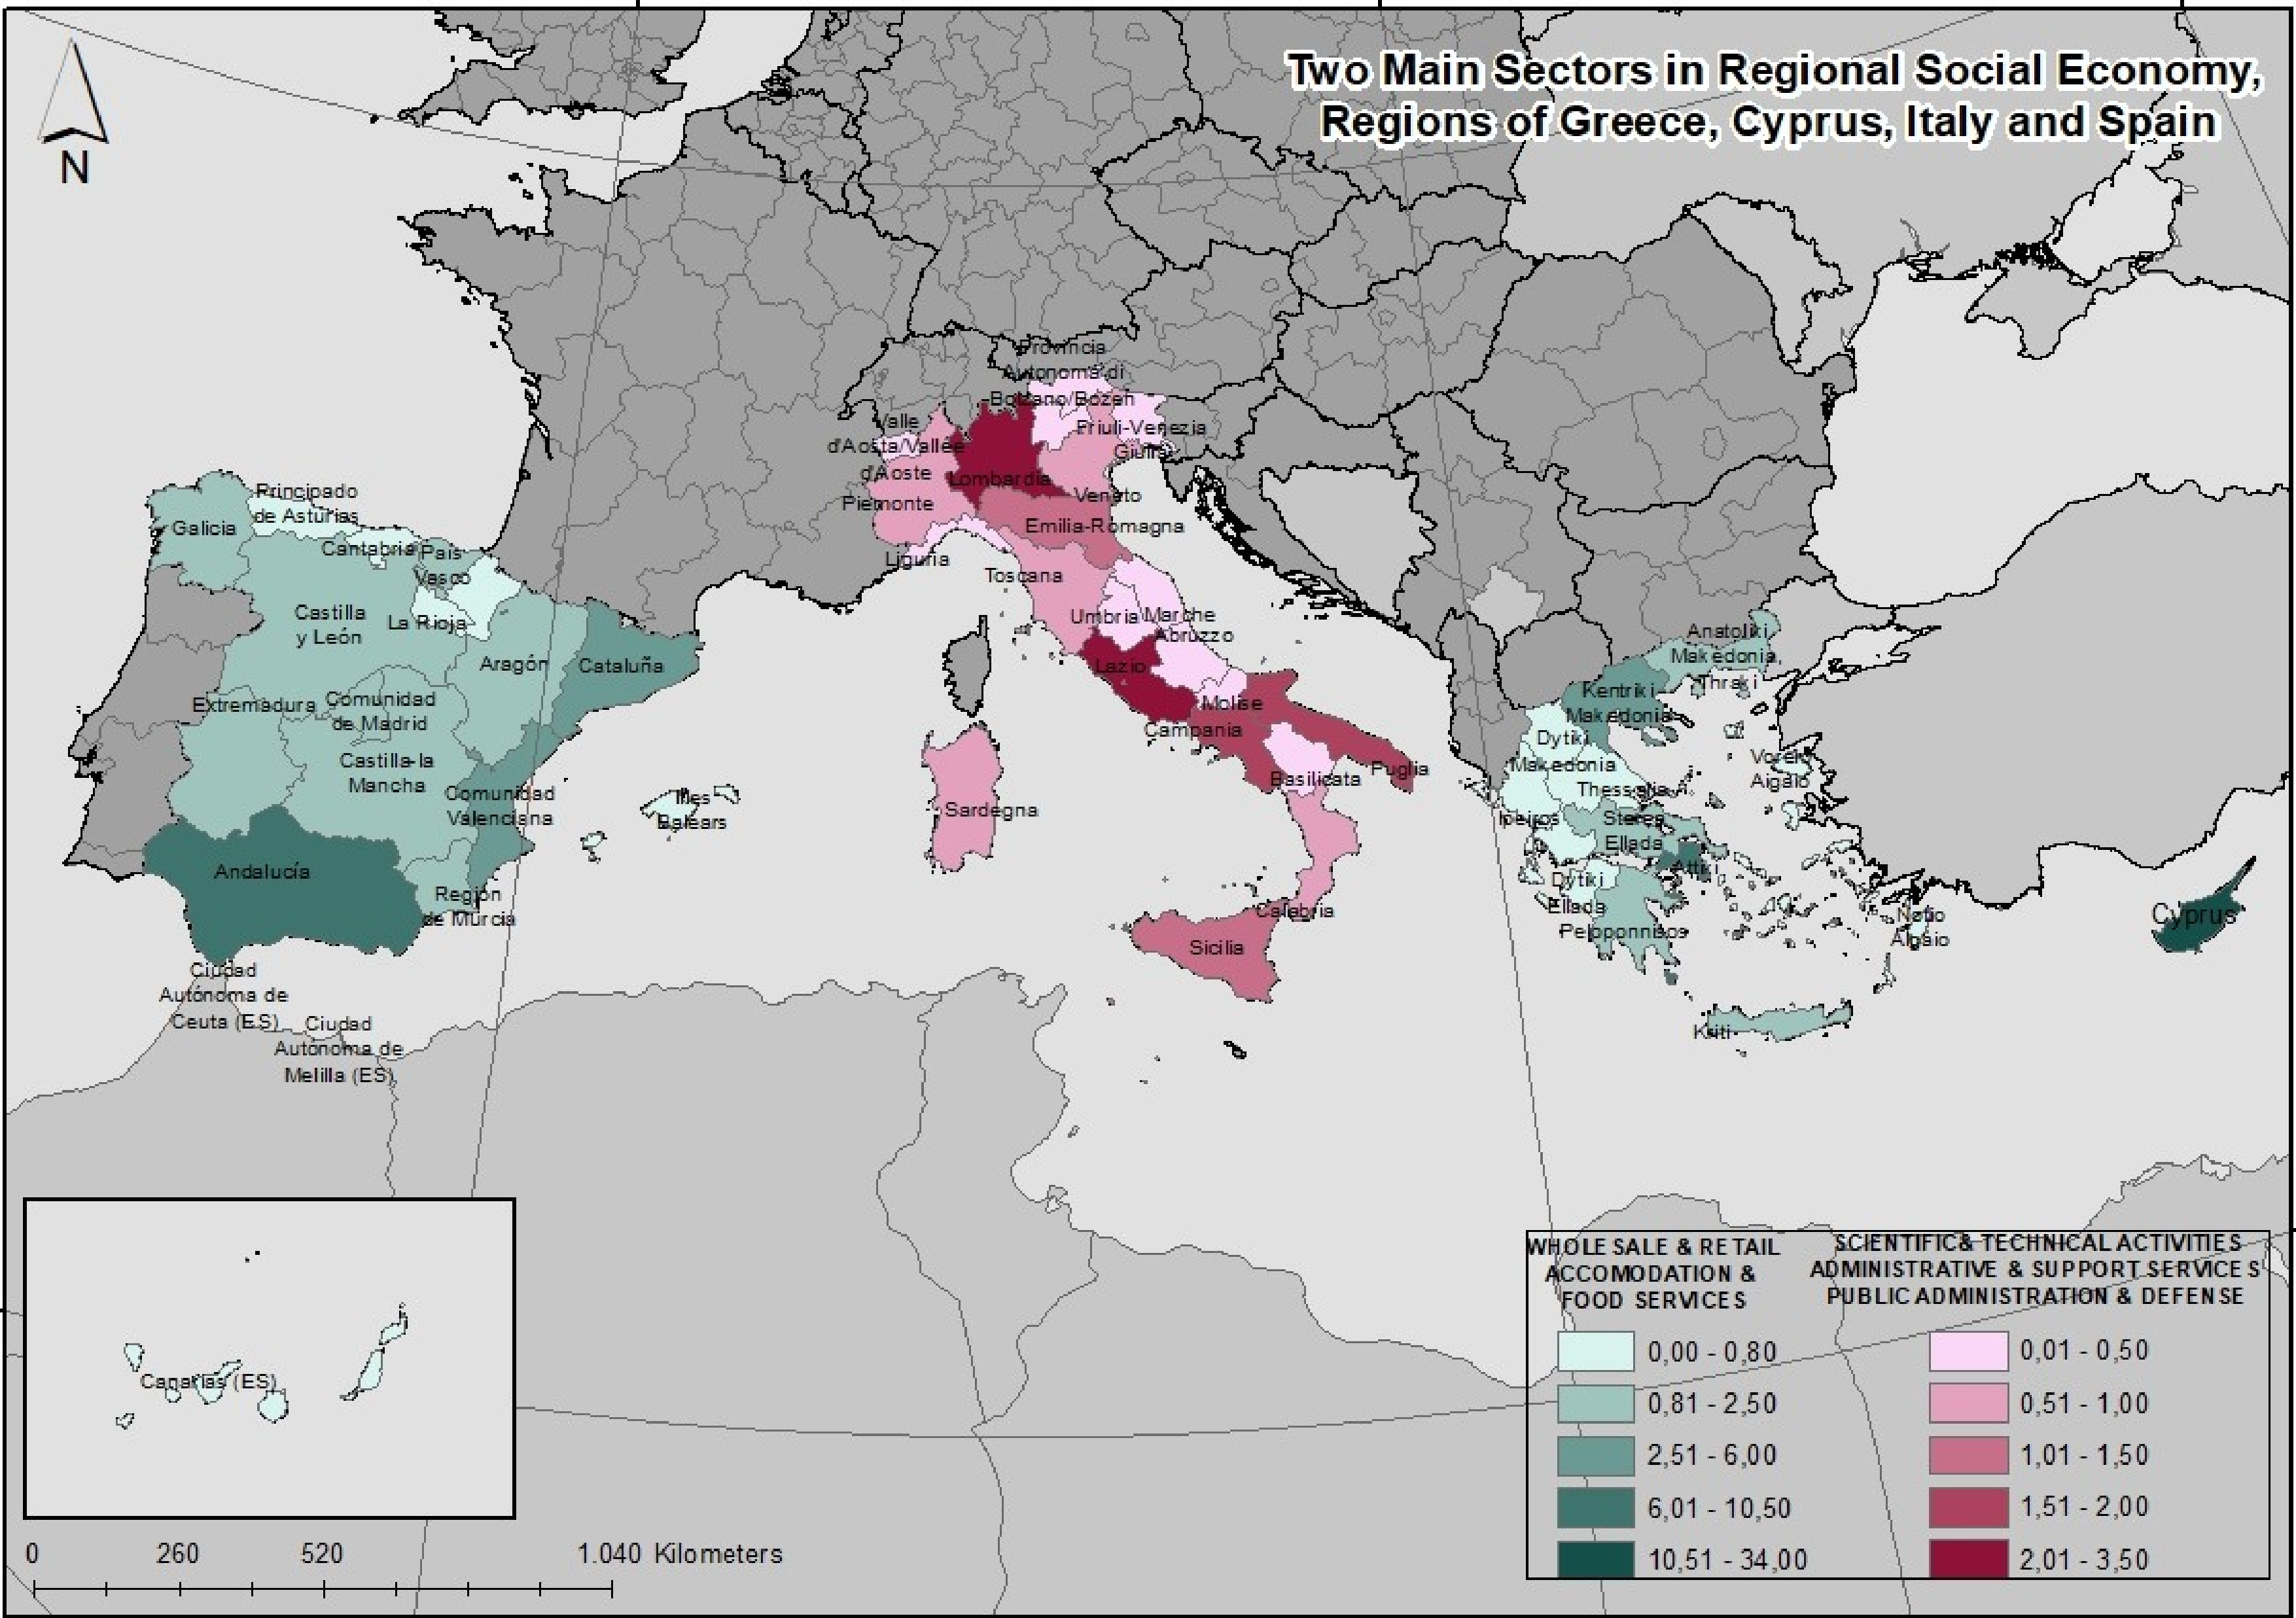 Two Main Sectors in Regional Social Economy,
Regions of Greece, Cyprus, Italy and Spain
N
Provincia
Autonoma di
Bolzano/Bozen
Valle
d'Aosta/Vallée
d'Aoste
Friuli-Venezia
Giulia
Lombardia
Piemonte
Veneto
Emilia-Romagna
Liguria
Toscana
Umbria
Marche
Abruzzo
Lazio
Molise
Campania
Basilicata
Puglia
Sardegna
Calabria
Sicilia
Principado
de Asturias
Galicia
Cantabria
Pais
Vasco
Castilla
y León
La Rioja
Aragón
Cataluña
Extremadura
Comunidad
de Madrid
Castilla-la
Mancha
Comunidad
Valenciana
Illes
Balears
Andalucía
Región
de Murcia
Ciudad
Autónoma de
Ceuta (ES)
Ciudad
Autónoma de
Melilla (ES)
Anatoliki
Makedonia,
Thraki
Kentriki
Makedonia
Dytiki
Makedonia
Voreio
Aigaio
Thessalia
Ipeiros
Sterea
Ellada
Attiki
Dytiki
Ellada
Peloponnisos
Notio
Aigaio
Kriti
Cyprus
Canarias (ES)
0 260 520 1.040 Kilometers
WHOLESALE & RETAIL
ACCOMODATION &
FOOD SERVICES
0,00 - 0,80
0,81 - 2,50
2,51 - 6,00
6,01 - 10,50
10,51 - 34,00
SCIENTIFIC & TECHNICAL ACTIVITIES
ADMINISTRATIVE & SUPPORT SERVICES
PUBLIC ADMINISTRATION & DEFENSE
0,01 - 0,50
0,51 - 1,00
1,01 - 1,50
1,51 - 2,00
2,01 - 3,50